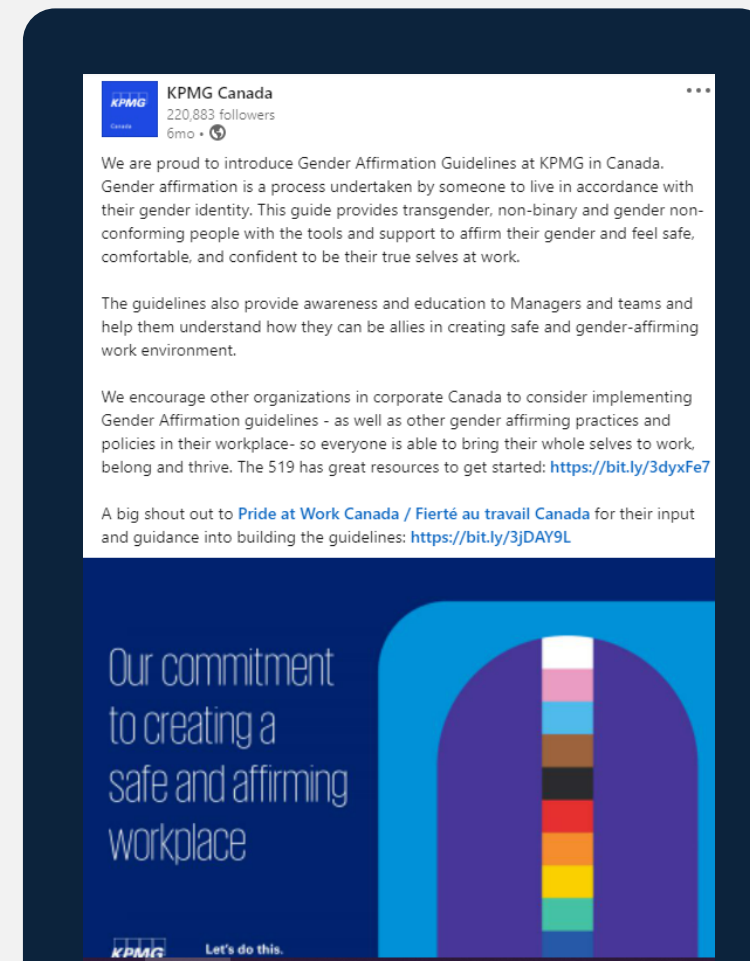 KPMG
Canada
KPMG Canada
220,883 followers
6mo •
We are proud to introduce Gender Affirmation Guidelines at KPMG in Canada.
Gender affirmation is a process undertaken by someone to live in accordance with
their gender identity. This guide provides transgender, non-binary and gender non-
conforming people with the tools and support to affirm their gender and feel safe,
comfortable, and confident to be their true selves at work.
The guidelines also provide awareness and education to Managers and teams and
help them understand how they can be allies in creating safe and gender-affirming
work environment.
We encourage other organizations in corporate Canada to consider implementing
Gender Affirmation guidelines - as well as other gender affirming practices and
policies in their workplace- so everyone is able to bring their whole selves to work,
belong and thrive. The 519 has great resources to get started: https://bit.ly/3dyxFe7
A big shout out to Pride at Work Canada / Fierté au travail Canada for their input
and guidance into building the guidelines: https://bit.ly/3jDAY9L
Our commitment
to creating a
safe and affirming
workplace
KPMG
Let's do this.